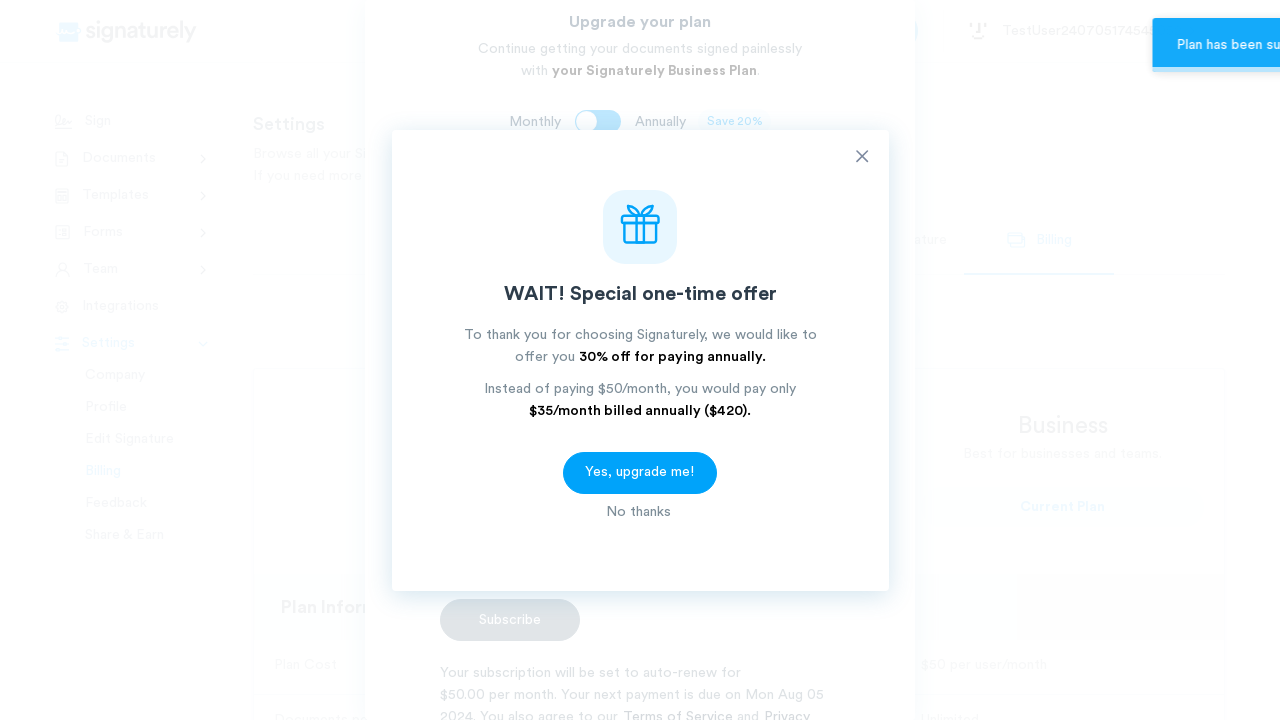 Upgrade your plan
Continue getting your documents signed painlessly
with your Signaturely Business Plan.
Monthly Annually Save 20%
signaturely
TestUser24070517454
Plan has been su
Sign
Documents
Templates
Forms
Team
Integrations
Settings
Company
Profile
Edit Signature
Billing
Feedback
Share & Earn
Settings
Browse all your S
If you need more
atura
Billing
WAIT! Special one-time offer
To thank you for choosing Signaturely, we would like to
offer you 30% off for paying annually.
Instead of paying $50/month, you would pay only
$35/month billed annually ($420).
Yes, upgrade me!
No thanks
Business
Best for businesses and teams
Current Plan
Plan Inform
Plan Cost
$50 per user/month
Unlimited
Subscribe
Your subscription will be set to auto-renew for
$50.00 per month. Your next payment is due on Mon Aug 05
2024. You also agree to our Terms of Service and Privacy